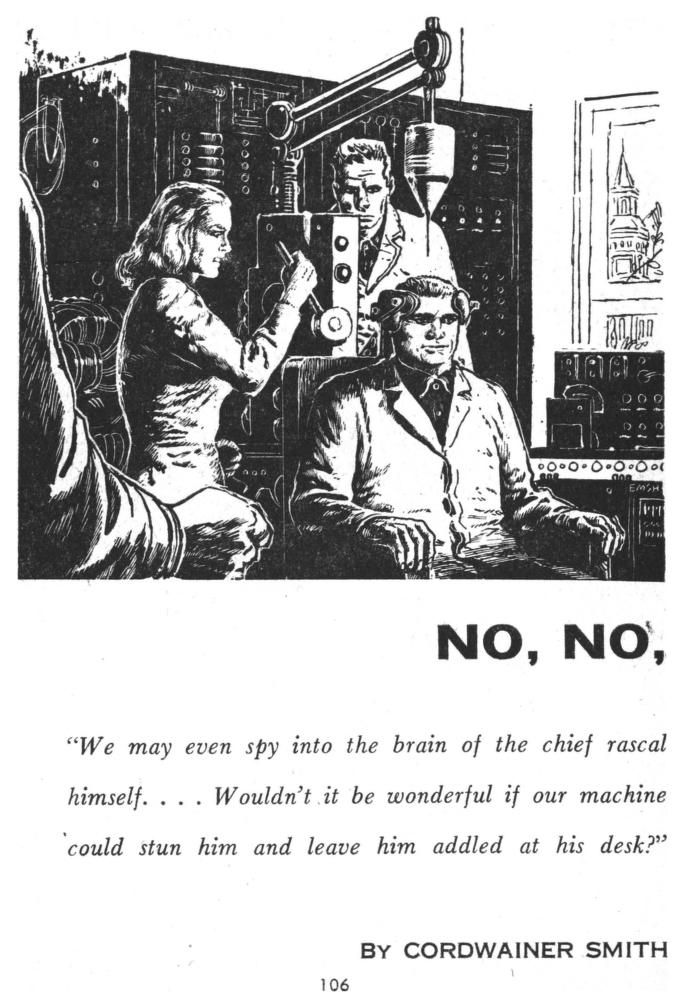 EMSH
NO, NO,
“We may even spy into the brain of the chief rascal
himself. . . . Wouldn’t it be wonderful if our machine
could stun him and leave him addled at his desk?”
BY CORDWAINER SMITH
106